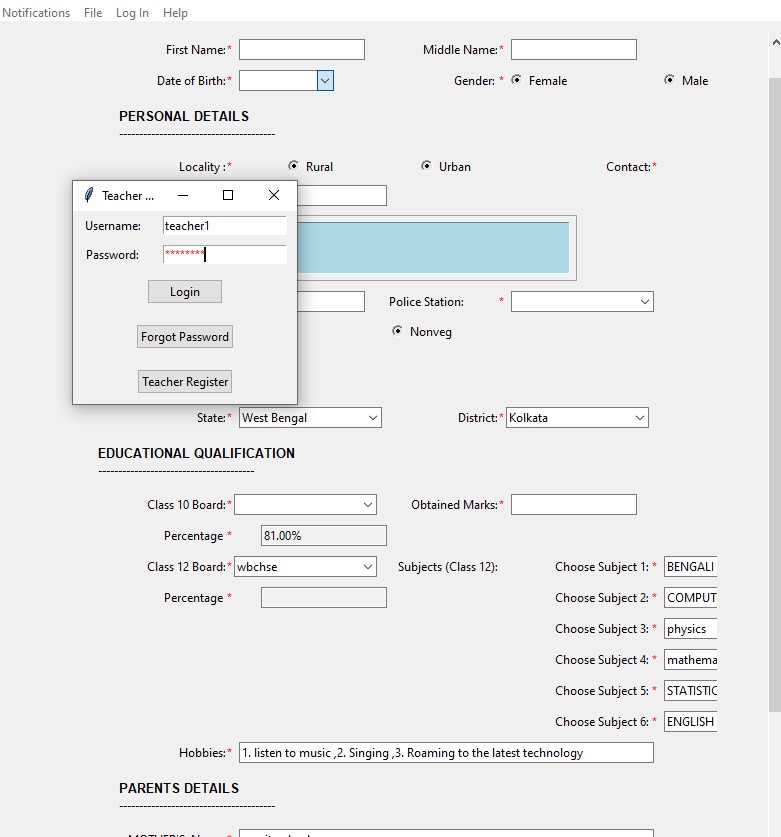 Notifications File Log In Help
First Name:* Middle Name:*
Date of Birth:* Gender: * Female Male
PERSONAL DETAILS
---------------------------------------
Locality :* Rural Urban Contact:*
Teacher ...
Username: teacher1
Password: ********
Login
Police Station: *
Nonveg
Forgot Password
Teacher Register
State:* West Bengal District:* Kolkata
EDUCATIONAL QUALIFICATION
---------------------------------------
Class 10 Board:* Obtained Marks:*
Percentage * 81.00%
Class 12 Board:* wbchse Subjects (Class 12): Choose Subject 1: * BENGALI
Percentage * Choose Subject 2: * COMPUT
Choose Subject 3: * physics
Choose Subject 4: * mathema
Choose Subject 5: * STATISTIC
Choose Subject 6: * ENGLISH
Hobbies:* 1. listen to music ,2. Singing ,3. Roaming to the latest technology
PARENTS DETAILS
---------------------------------------